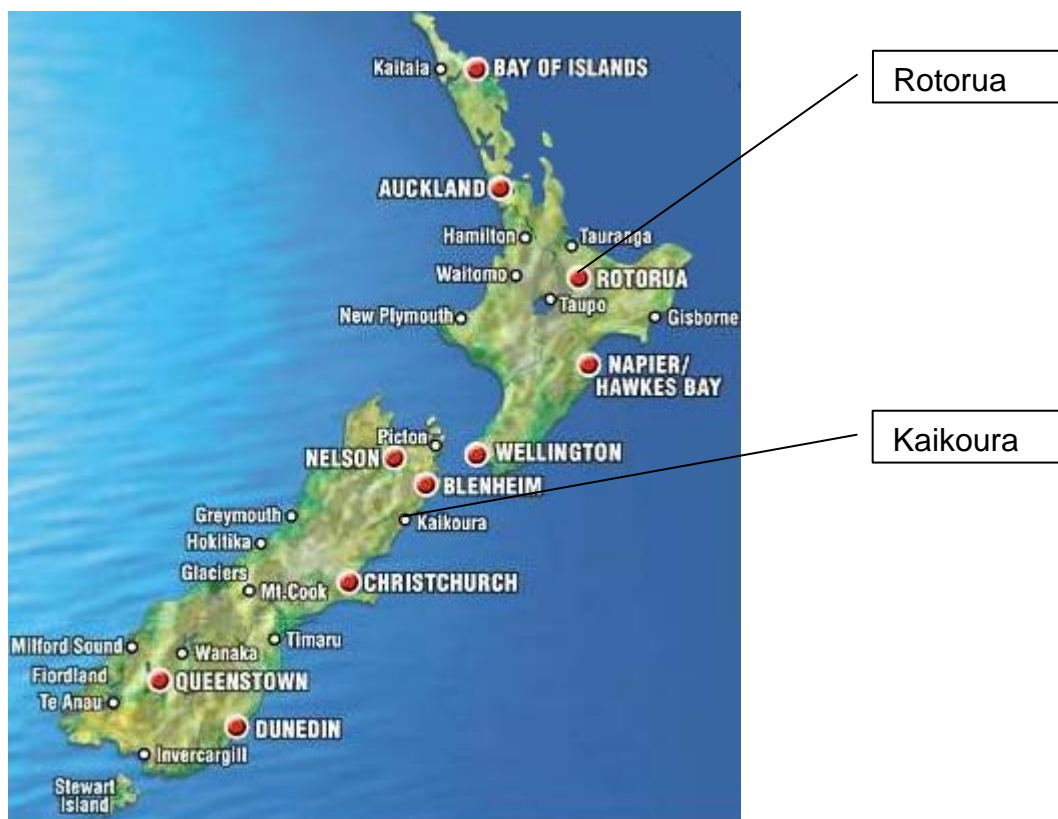 Kaitaia
BAY OF ISLANDS
Rotorua
AUCKLAND
Hamilton
Tauranga
Waitomo
ROTORUA
Taupo
New Plymouth
Gisborne
NAPIER/
HAWKES BAY
Kaikoura
Picton
NELSON
WELLINGTON
BLENHEIM
Greymouth
Kaikoura
Hokitika
Glaciers
Mt.Cook
CHRISTCHURCH
Milford Sound
Wanaka
Timaru
Fiordland
QUEENSTOWN
Te Anau
DUNEDIN
Invercargill
Stewart
Island